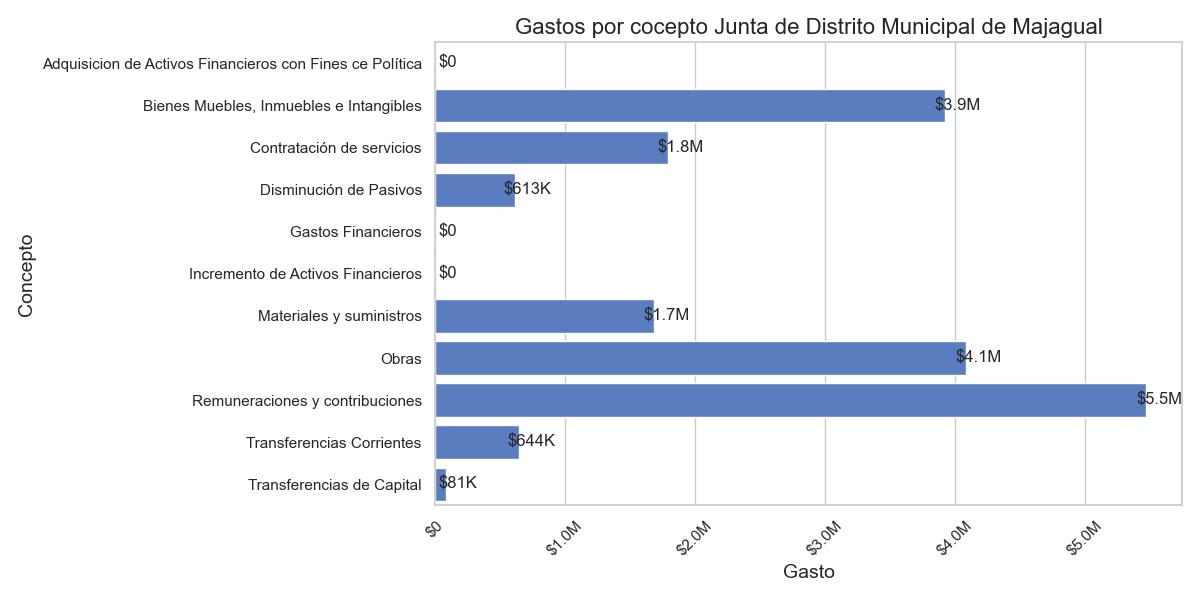 Gastos por cocepto Junta de Distrito Municipal de Majagual
Adquisicion de Activos Financieros con Fines ce Política $0
Bienes Muebles, Inmuebles e Intangibles $3.9M
Contratación de servicios $1.8M
Disminución de Pasivos $613K
Gastos Financieros $0
Incremento de Activos Financieros $0
Materiales y suministros $1.7M
Obras $4.1M
Remuneraciones y contribuciones $5.5M
Transferencias Corrientes $644K
Transferencias de Capital $81K
Concepto
$0 $1.0M $2.0M $3.0M $4.0M $5.0M
Gasto